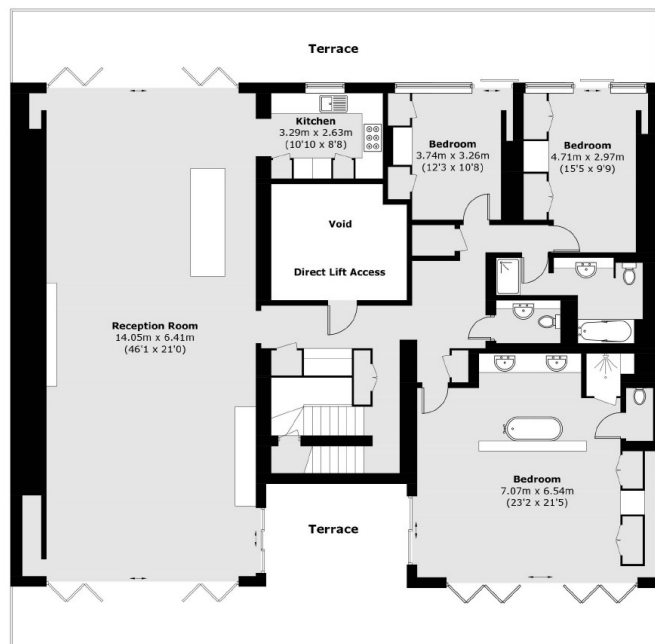 Terrace
Kitchen
3.29m x 2.63m
(10'10 x 8'8)
Bedroom
3.74m x 3.26m
(12'3 x 10'8)
Bedroom
4.71m x 2.97m
(15'5 x 9'9)
Void
Direct Lift Access
Reception Room
14.05m x 6.41m
(46'1 x 21'0)
Bedroom
7.07m x 6.54m
(23'2 x 21'5)
Terrace